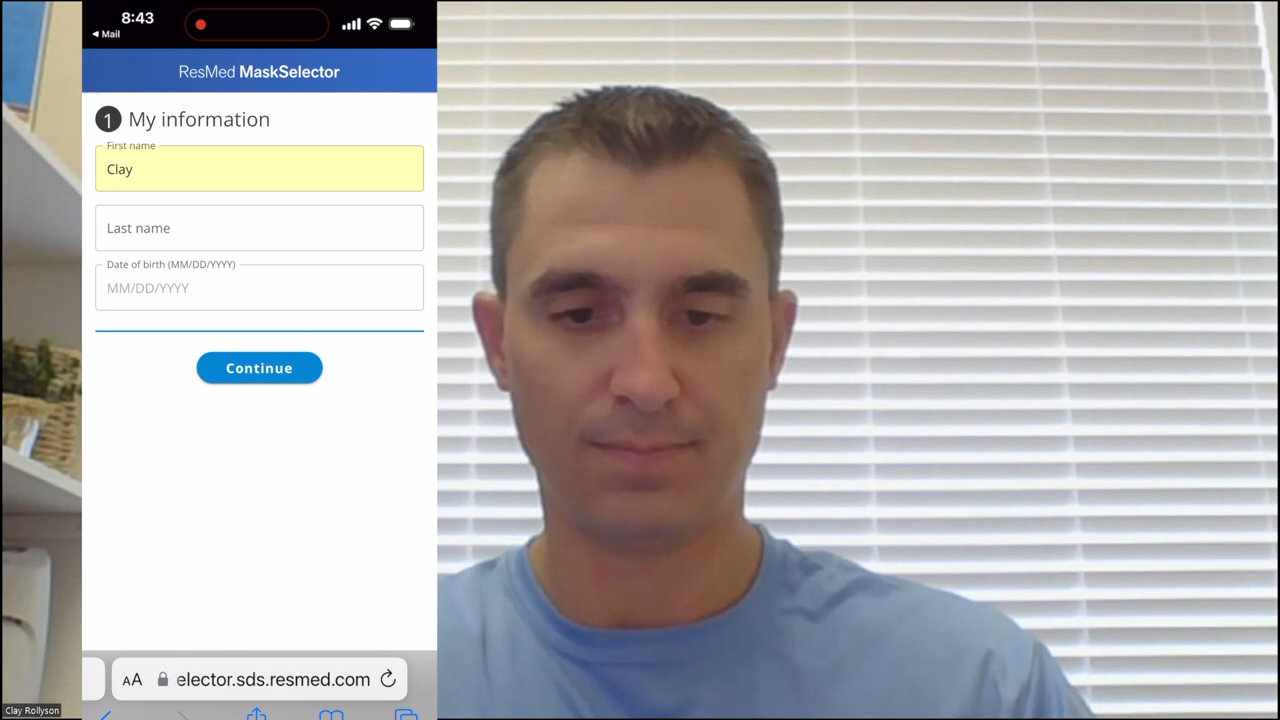 8:43
Mail
ResMed MaskSelector
1 My information
First name
Clay
Last name
Date of birth (MM/DD/YYYY)
MM/DD/YYYY
Continue
AA elector.sds.resmed.com
Clay Rollyson